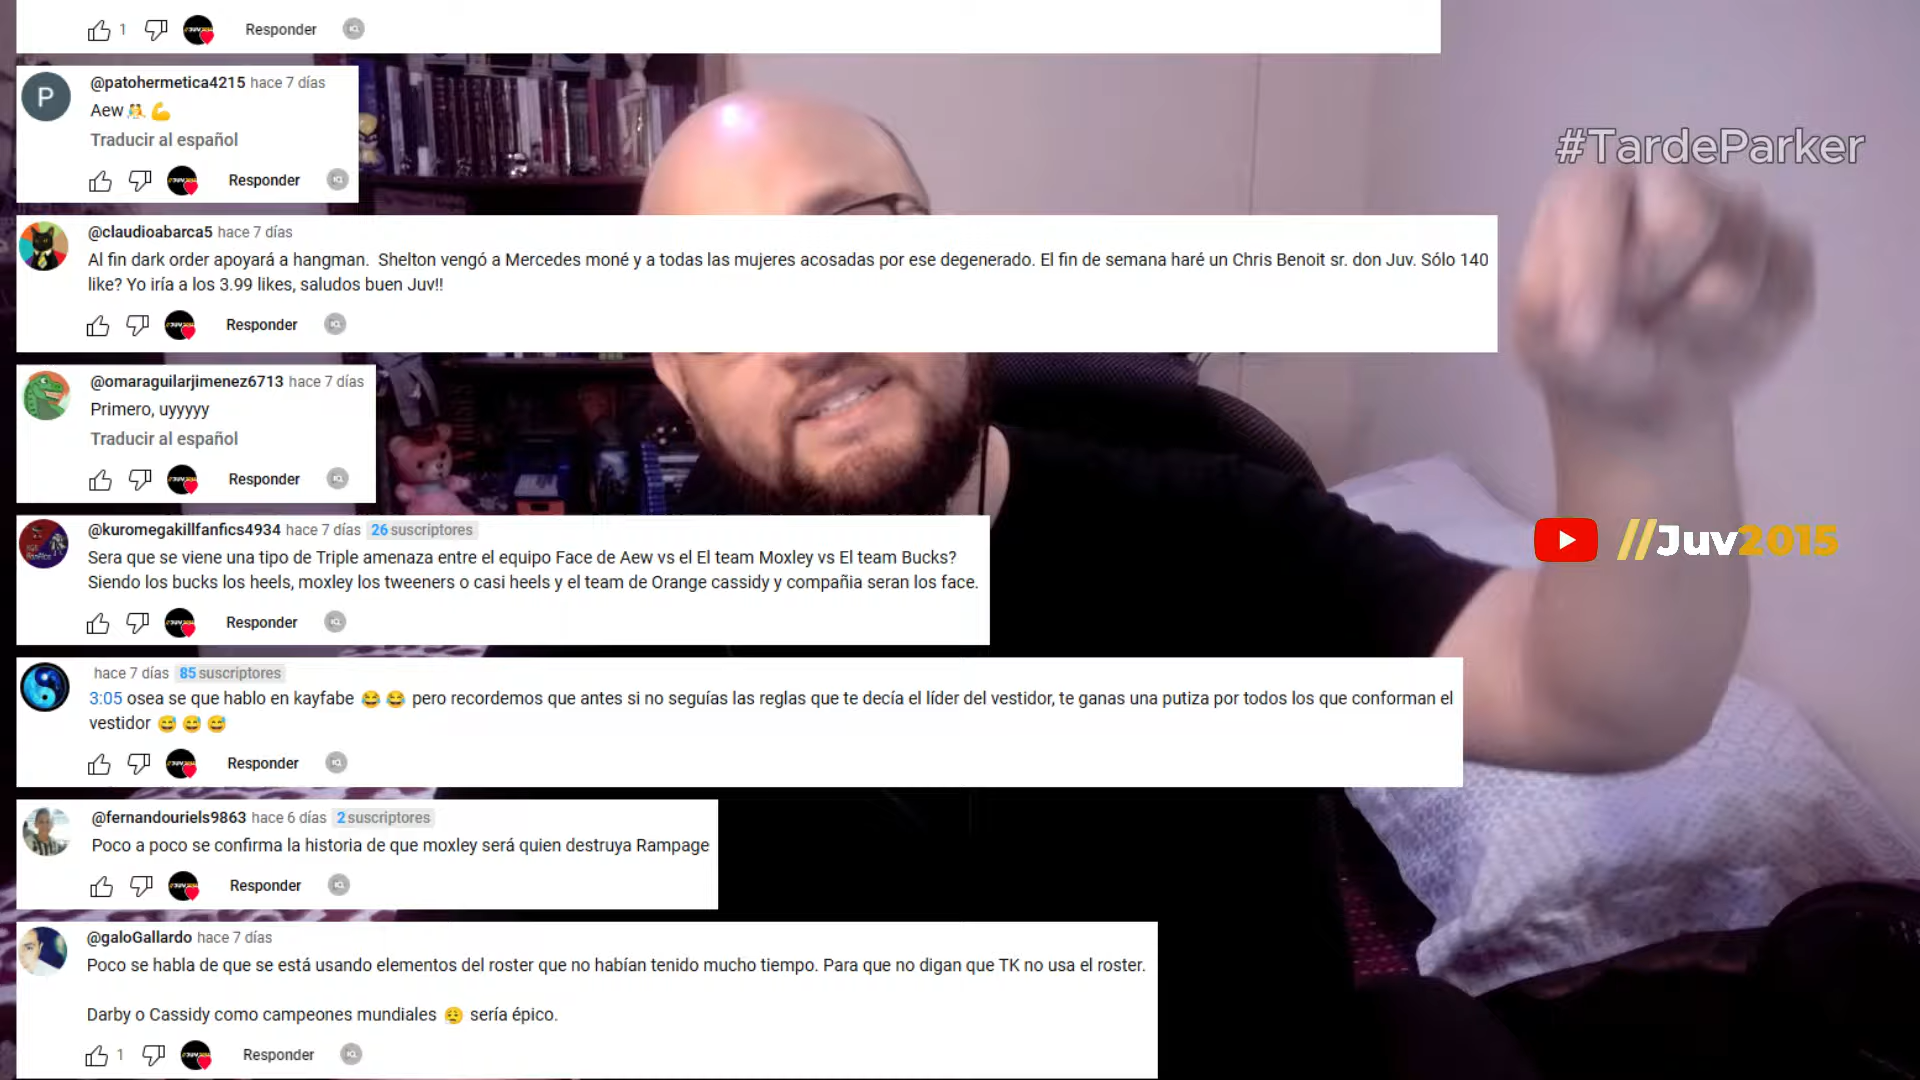 1 Responder
@patohermetica4215 hace 7 días
Aew
Traducir al español
Responder
@claudioabarca5 hace 7 días
Al fin dark order apoyará a hangman. Shelton vengó a Mercedes moné y a todas las mujeres acosadas por ese degenerado. El fin de semana haré un Chris Benoit sr. don Juv. Sólo 140
like? Yo iría a los 3.99 likes, saludos buen Juv!!
Responder
@omaraguilarjimenez6713 hace 7 días
Primero, uyyyyy
Traducir al español
Responder
@kuromegakillfanfics4934 hace 7 días 26 suscriptores
Sera que se viene una tipo de Triple amenaza entre el equipo Face de Aew vs el El team Moxley vs El team Bucks?
Siendo los bucks los heels, moxley los tweeners o casi heels y el team de Orange cassidy y compañia seran los face.
Responder
hace 7 días 85 suscriptores
3:05 osea se que hablo en kayfabe 😂 😂 pero recordemos que antes si no seguías las reglas que te decía el líder del vestidor, te ganas una putiza por todos los que conforman el
vestidor 😅 😅 😅
Responder
@fernandouriels9863 hace 6 días 2 suscriptores
Poco a poco se confirma la historia de que moxley será quien destruya Rampage
Responder
@galoGallardo hace 7 días
Poco se habla de que se está usando elementos del roster que no habían tenido mucho tiempo. Para que no digan que TK no usa el roster.
Darby o Cassidy como campeones mundiales 😮‍💨 sería épico.
1 Responder
#TardeParker
//Juv2015